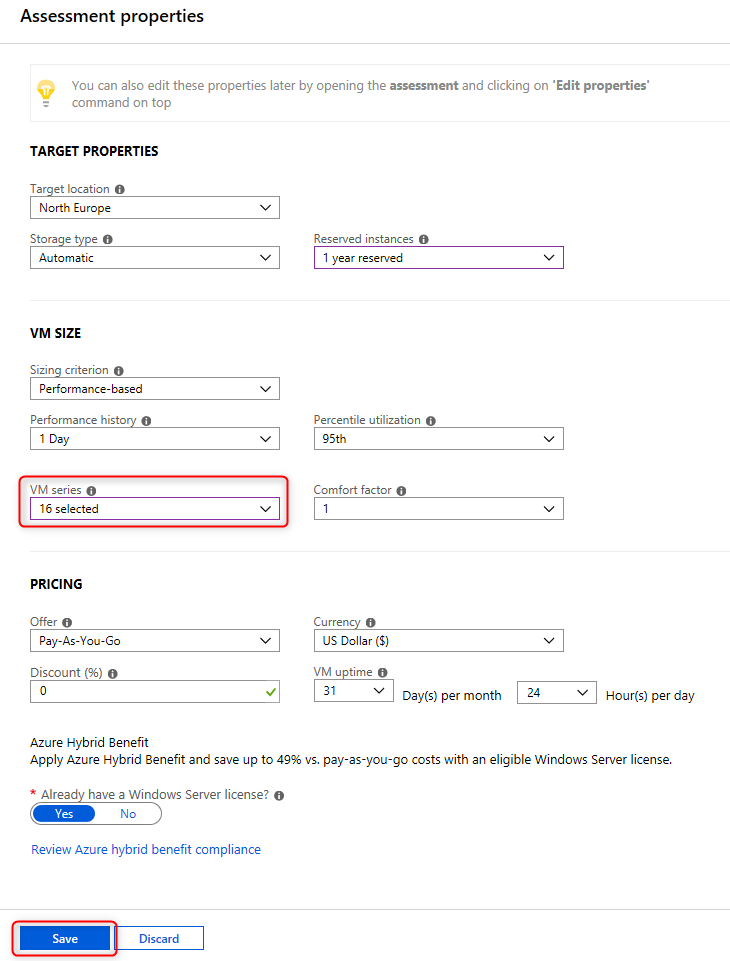 Assessment properties
You can also edit these properties later by opening the assessment and clicking on 'Edit properties'
command on top
TARGET PROPERTIES
Target location
North Europe
Storage type
Reserved instances
Automatic
1 year reserved
VM SIZE
Sizing criterion
Performance-based
Performance history
Percentile utilization
1 Day
95th
VM series
Comfort factor
16 selected
1
PRICING
Offer
Currency
Pay-As-You-Go
US Dollar ($)
Discount (%)
VM uptime
0
31
Day(s) per month
24
Hour(s) per day
Azure Hybrid Benefit
Apply Azure Hybrid Benefit and save up to 49% vs. pay-as-you-go costs with an eligible Windows Server license.
* Already have a Windows Server license?
Yes
No
Review Azure hybrid benefit compliance
Save
Discard